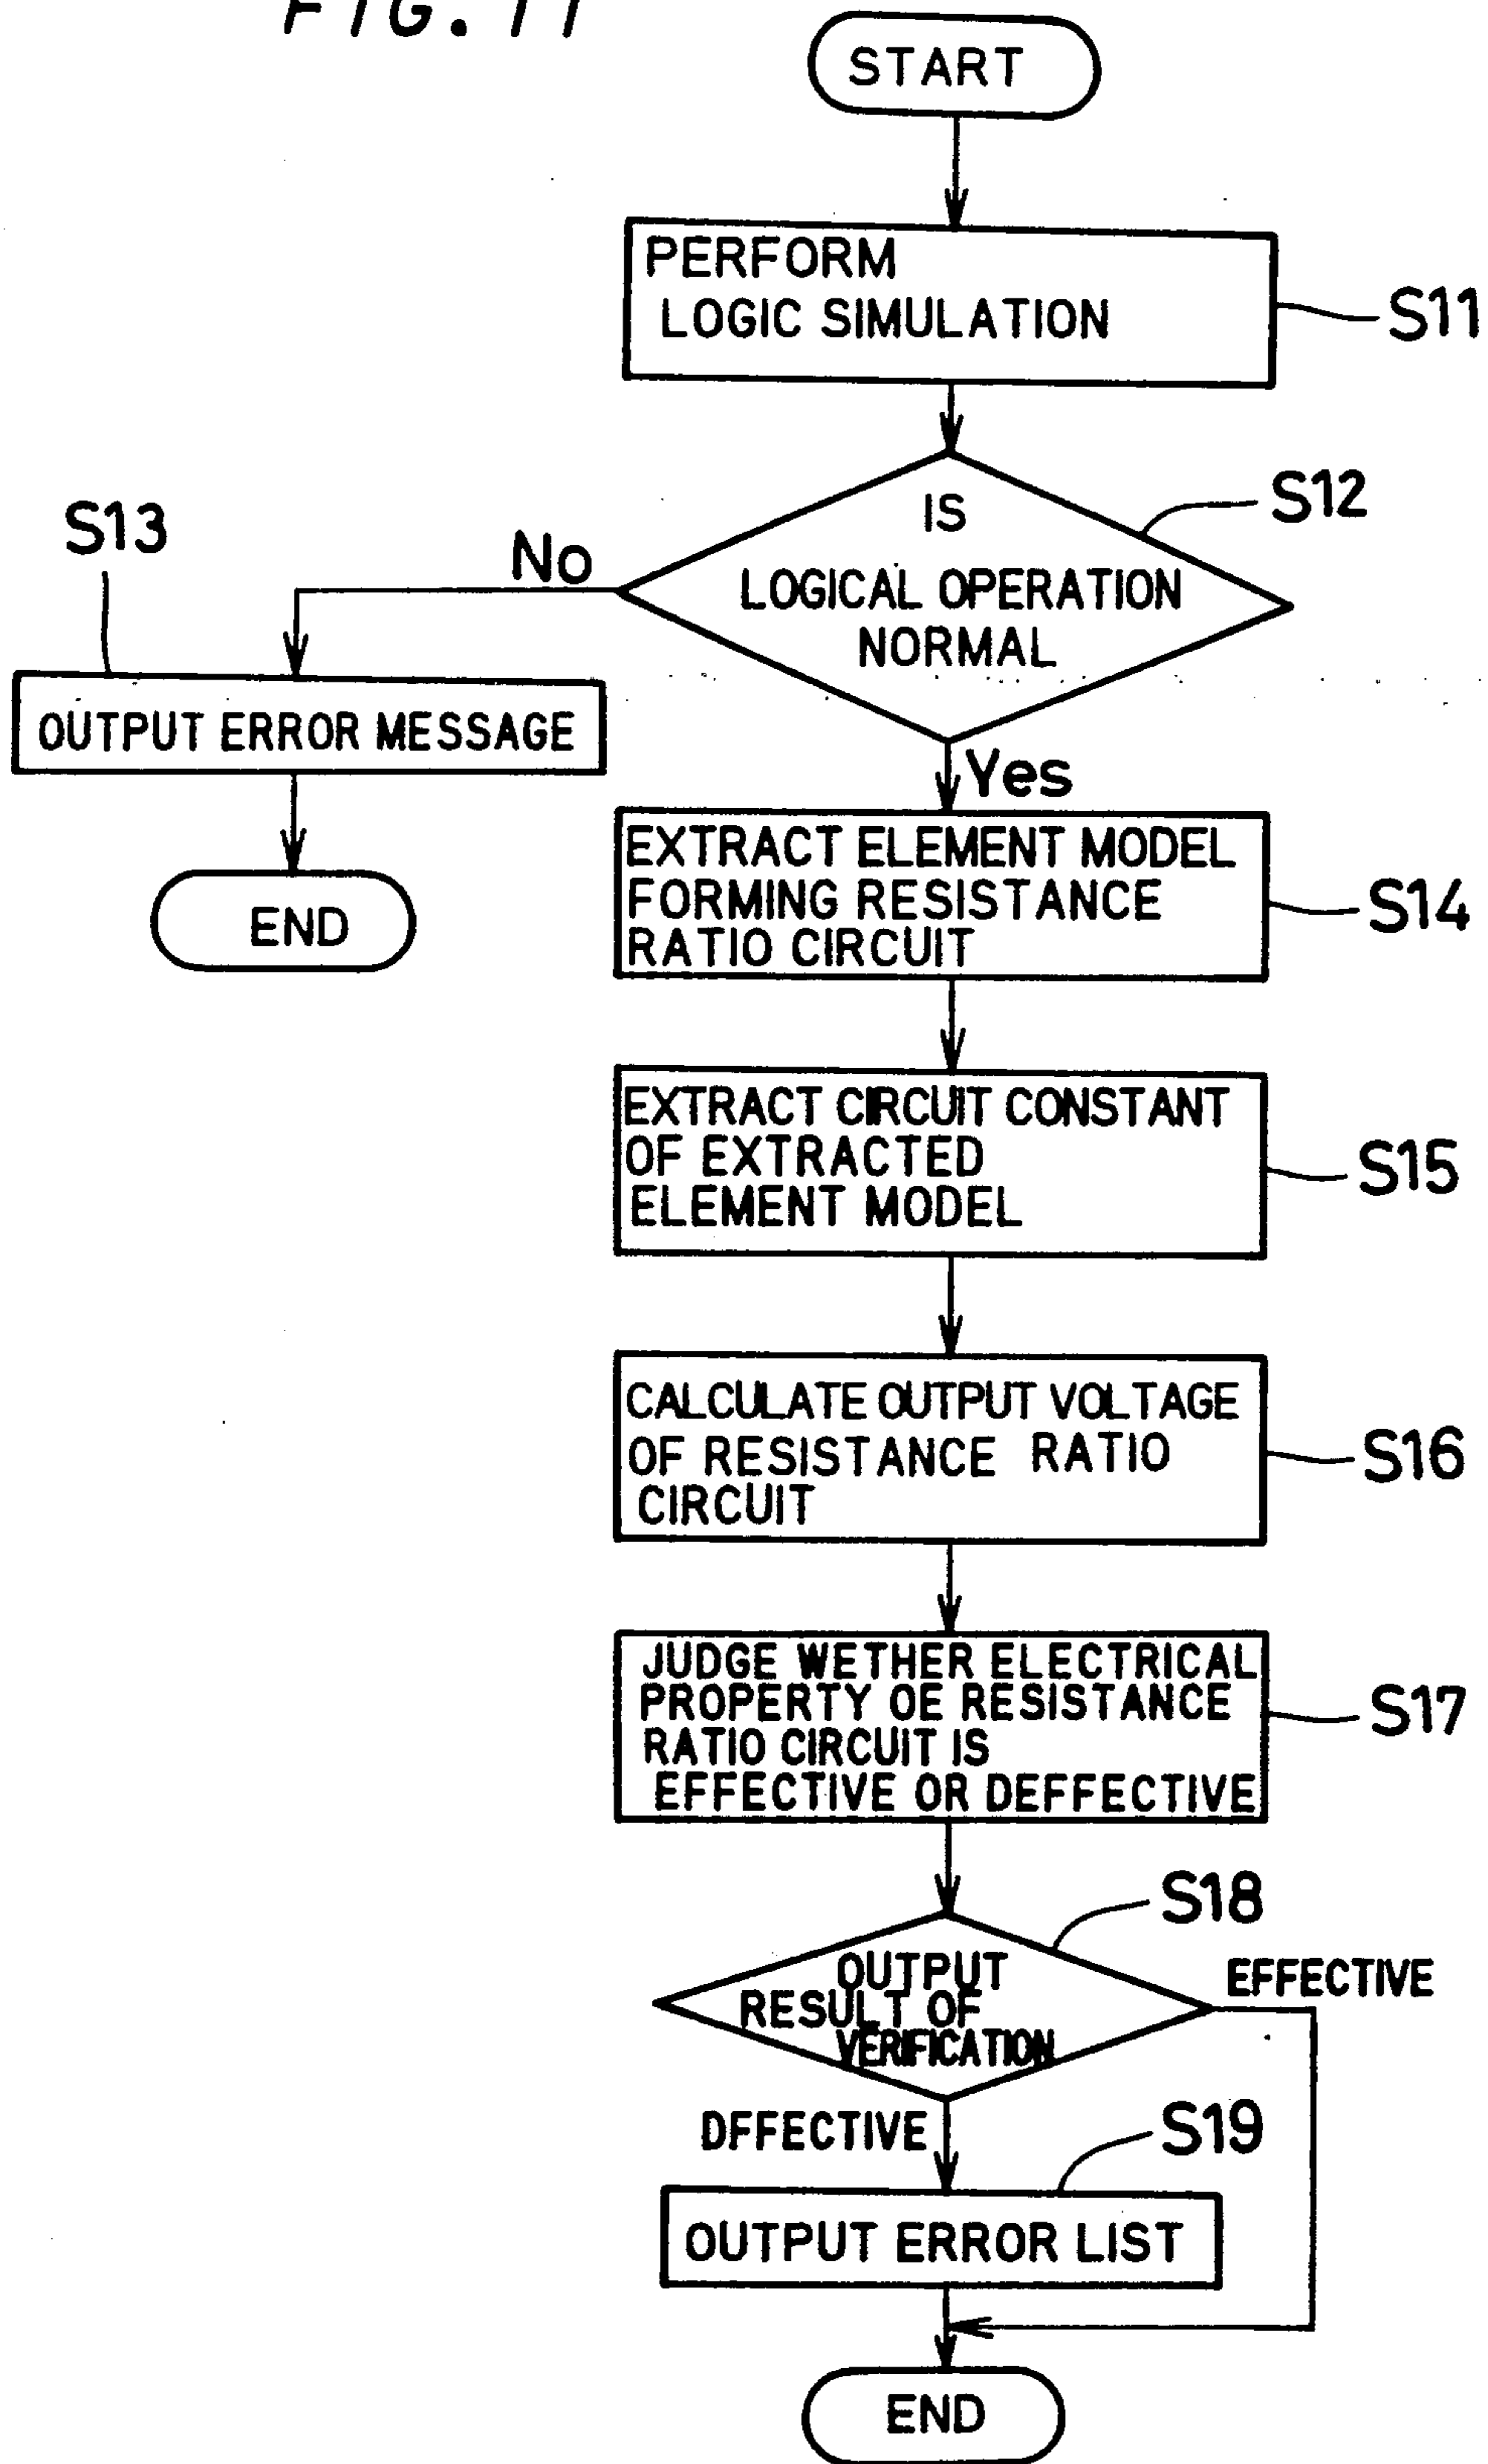 FIG. 11
START
PERFORM
LOGIC SIMULATION
S11
IS
LOGICAL OPERATION
NORMAL
S12
No
S13
OUTPUT ERROR MESSAGE
END
Yes
EXTRACT ELEMENT MODEL
FORMING RESISTANCE
RATIO CIRCUIT
S14
EXTRACT CIRCUIT CONSTANT
OF EXTRACTED
ELEMENT MODEL
S15
CALCULATE OUTPUT VOLTAGE
OF RESISTANCE RATIO
CIRCUIT
S16
JUDGE WETHER ELECTRICAL
PROPERTY OE RESISTANCE
RATIO CIRCUIT IS
EFFECTIVE OR DEFFECTIVE
S17
S18
OUTPUT
RESULT OF
VERIFICATION
EFFECTIVE
DFFECTIVE
S19
OUTPUT ERROR LIST
END